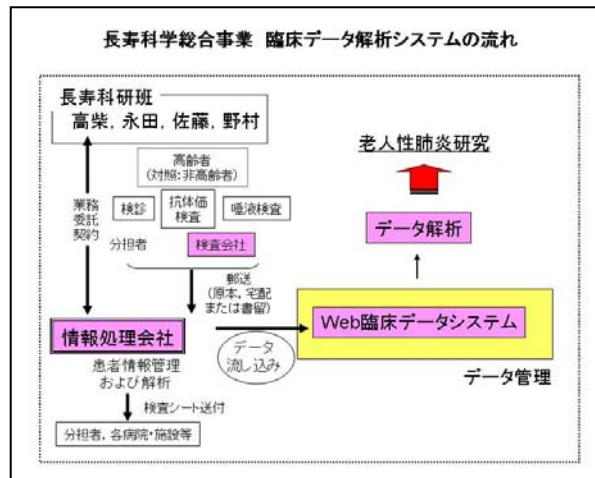 長寿科学総合事業 臨床データ解析システムの流れ
長寿科研班
高柴, 永田, 佐藤, 野村
高齢者
(対照:非高齢者)
検診
抗体価
検査
唾液検査
分担者
検査会社
業務
委託
契約
郵送
(原本, 宅配
または書留)
情報処理会社
患者情報管理
および解析
検査シート送付
分担者, 各病院・施設等
データ
流し込み
老人性肺炎研究
データ解析
Web臨床データシステム
データ管理